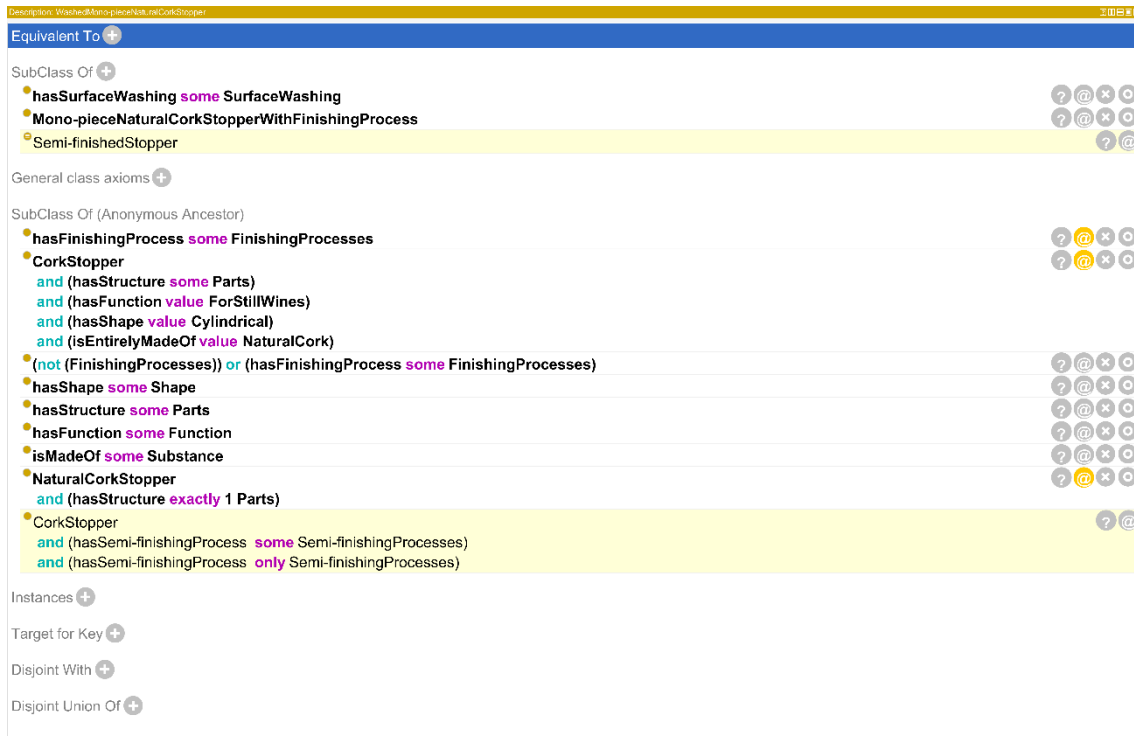 Description: WashedMono-pieceNaturalCorkStopper
Equivalent To
SubClass Of
hasSurfaceWashing some SurfaceWashing
Mono-pieceNaturalCorkStopperWithFinishingProcess
Semi-finishedStopper
General class axioms
SubClass Of (Anonymous Ancestor)
hasFinishingProcess some FinishingProcesses
CorkStopper
and (hasStructure some Parts)
and (hasFunction value ForStillWines)
and (hasShape value Cylindrical)
and (isEntirelyMadeOf value NaturalCork)
(not (FinishingProcesses)) or (hasFinishingProcess some FinishingProcesses)
hasShape some Shape
hasStructure some Parts
hasFunction some Function
isMadeOf some Substance
NaturalCorkStopper
and (hasStructure exactly 1 Parts)
CorkStopper
and (hasSemi-finishingProcess some Semi-finishingProcesses)
and (hasSemi-finishingProcess only Semi-finishingProcesses)
Instances
Target for Key
Disjoint With
Disjoint Union Of